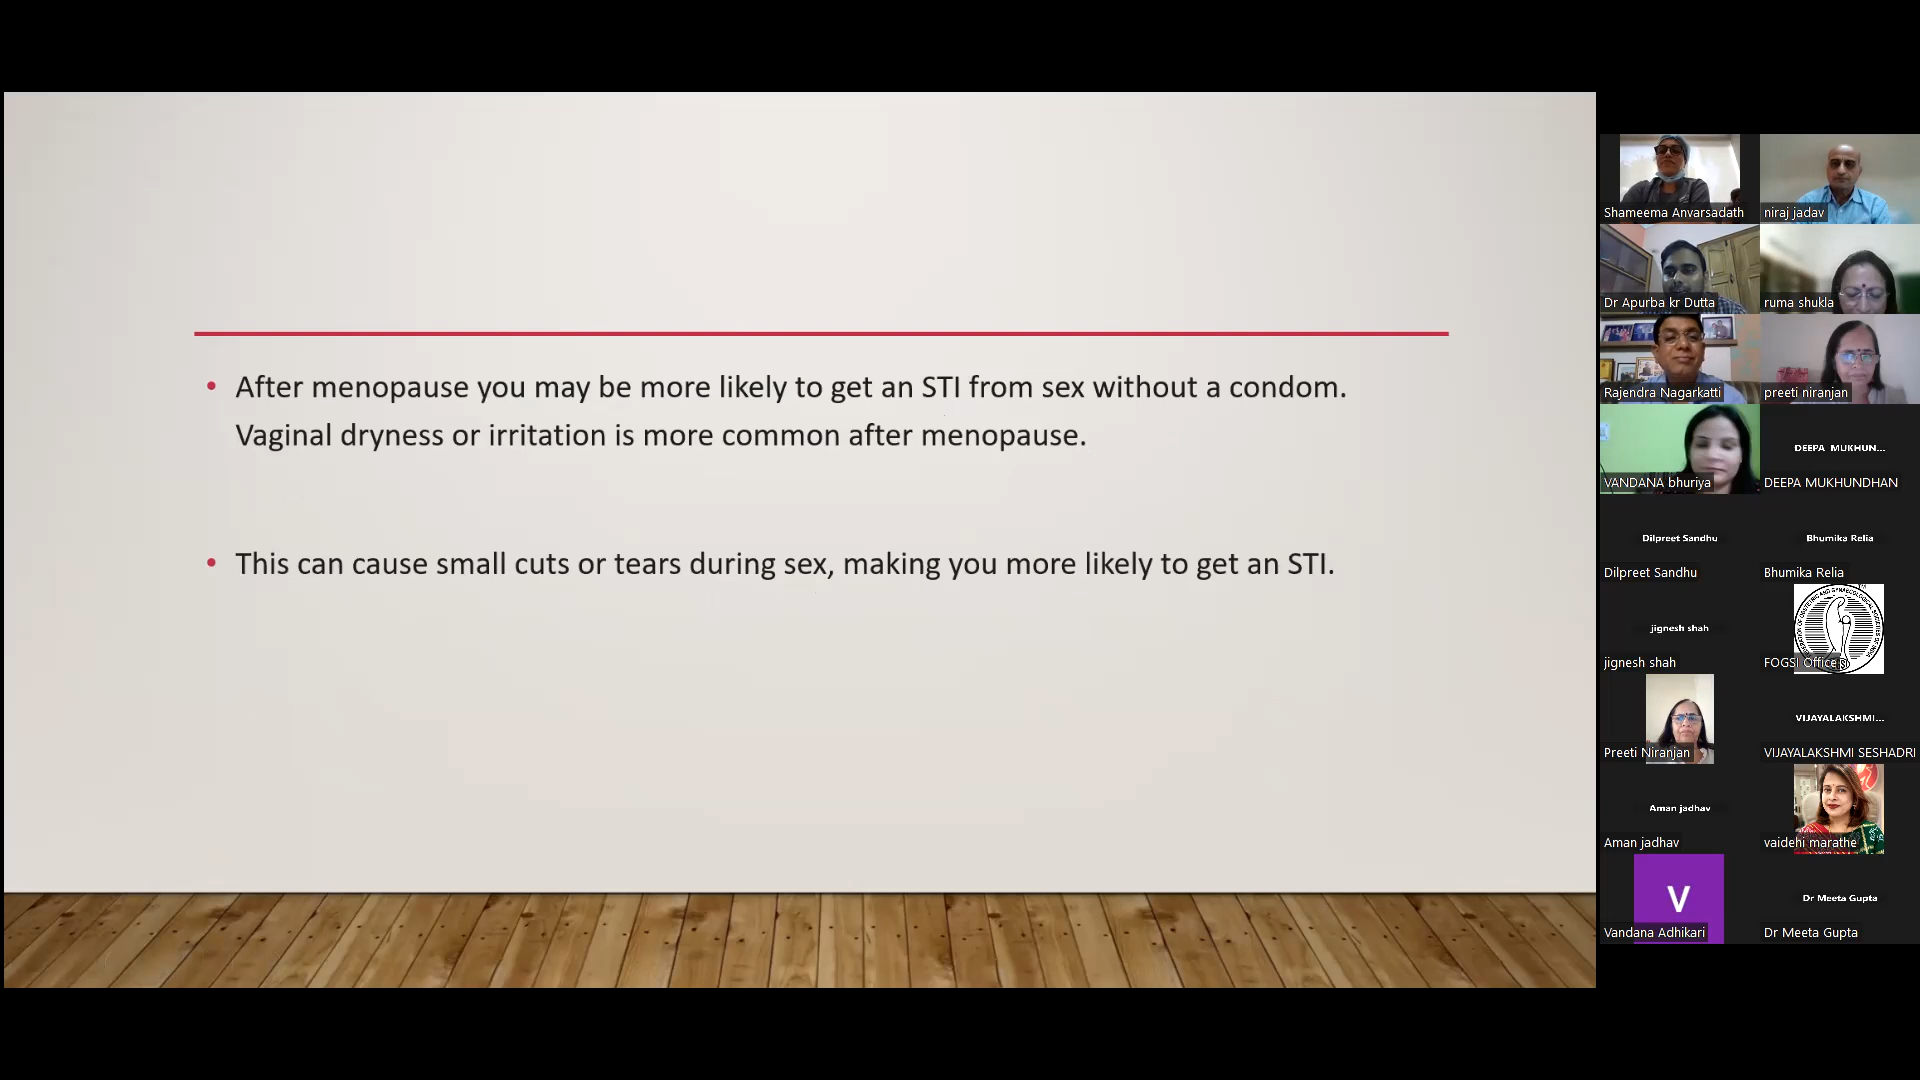 • After menopause you may be more likely to get an STI from sex without a condom.
Vaginal dryness or irritation is more common after menopause.
• This can cause small cuts or tears during sex, making you more likely to get an STI.
Shameema Anvarsadath
niraj jadav
Dr Apurba kr Dutta
ruma shukla
Rajendra Nagarkatti
preeti niranjan
VANDANA bhuriya
DEEPA MUKHUN...
DEEPA MUKHUNDHAN
Dilpreet Sandhu
Dilpreet Sandhu
Bhumika Relia
Bhumika Relia
jignesh shah
jignesh shah
FOGSI Office
Preeti Niranjan
VIJAYALAKSHMI...
VIJAYALAKSHMI SESHADRI
Aman jadhav
Aman jadhav
vaidehi marathe
V
Vandana Adhikari
Dr Meeta Gupta
Dr Meeta Gupta